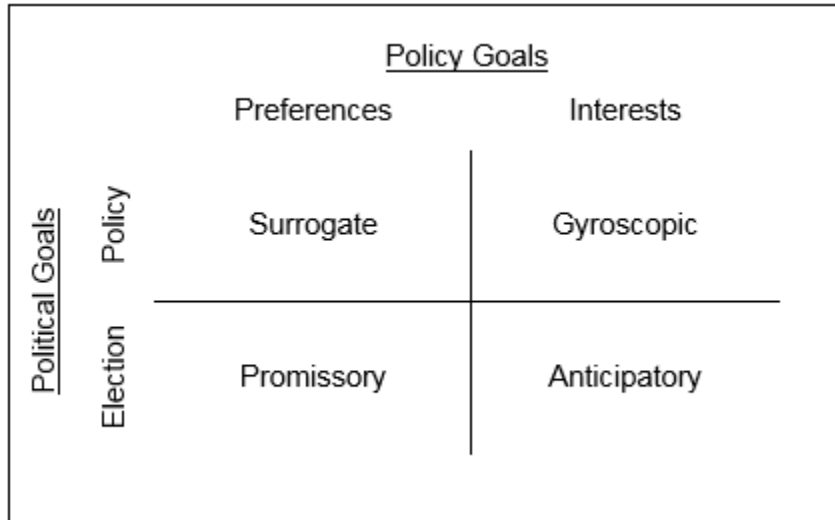 Policy Goals
Preferences Interests
Political Goals
Policy
Surrogate Gyroscopic
Election
Promissory Anticipatory